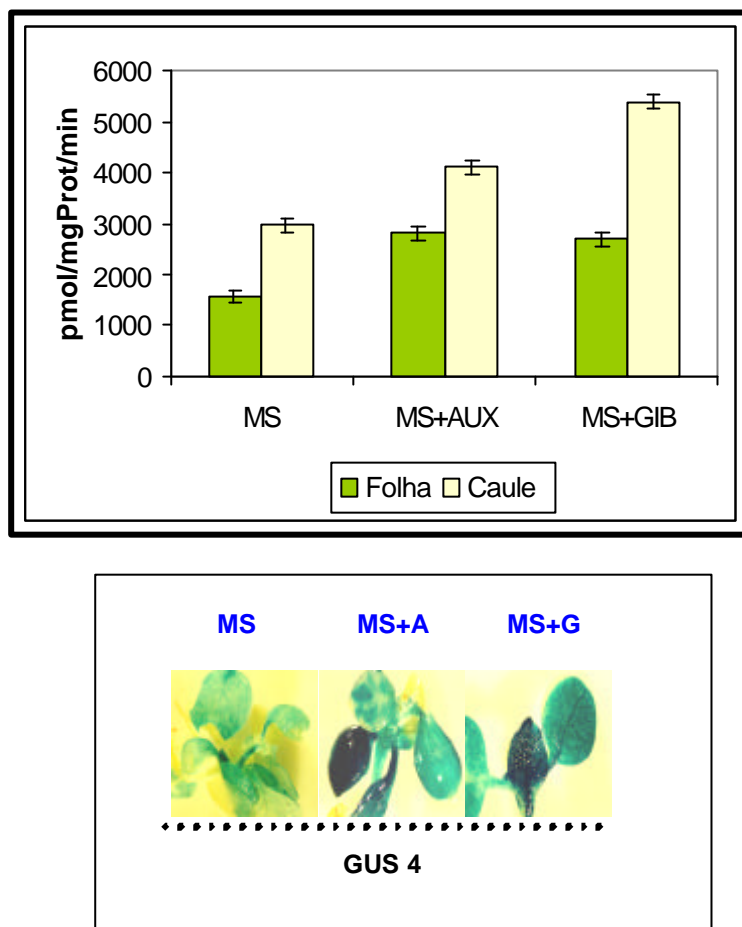 6000
5000
4000
3000
2000
1000
0
pmol/mgProt/min
MS MS+AUX MS+GIB
Folha Caule
MS MS+A MS+G
GUS 4